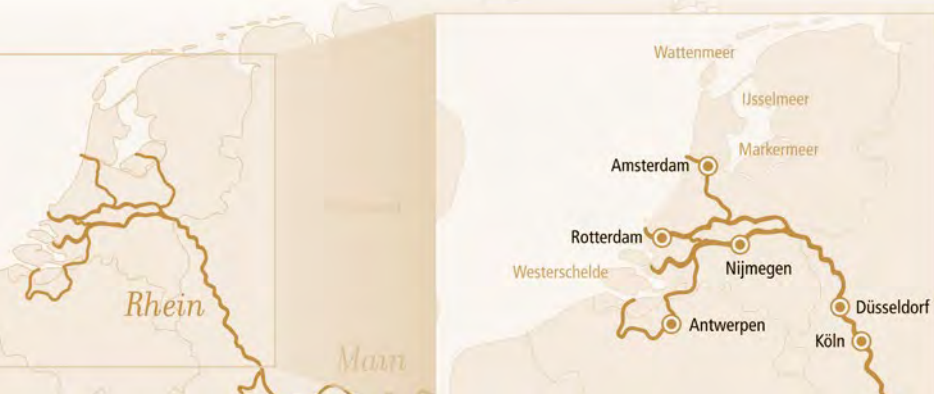 Rhein
Main
Wattenmeer
IJsselmeer
Markermeer
Amsterdam
Rotterdam
Westerschelde
Nijmegen
Düsseldorf
Antwerpen
Köln